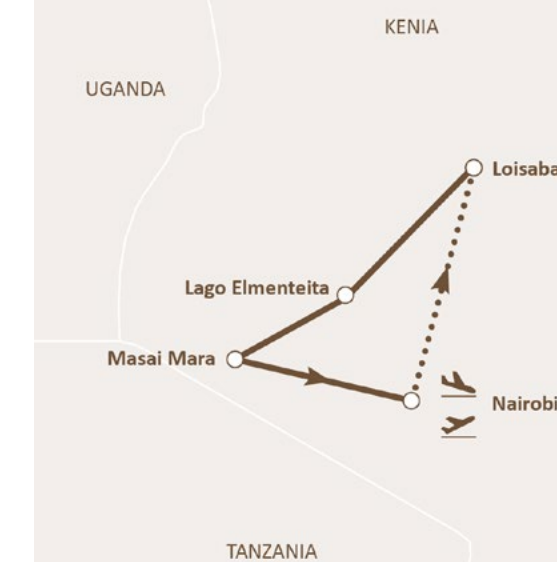 KENIA
UGANDA
Loisaba
Lago Elmenteita
Masai Mara
Nairobi
TANZANIA